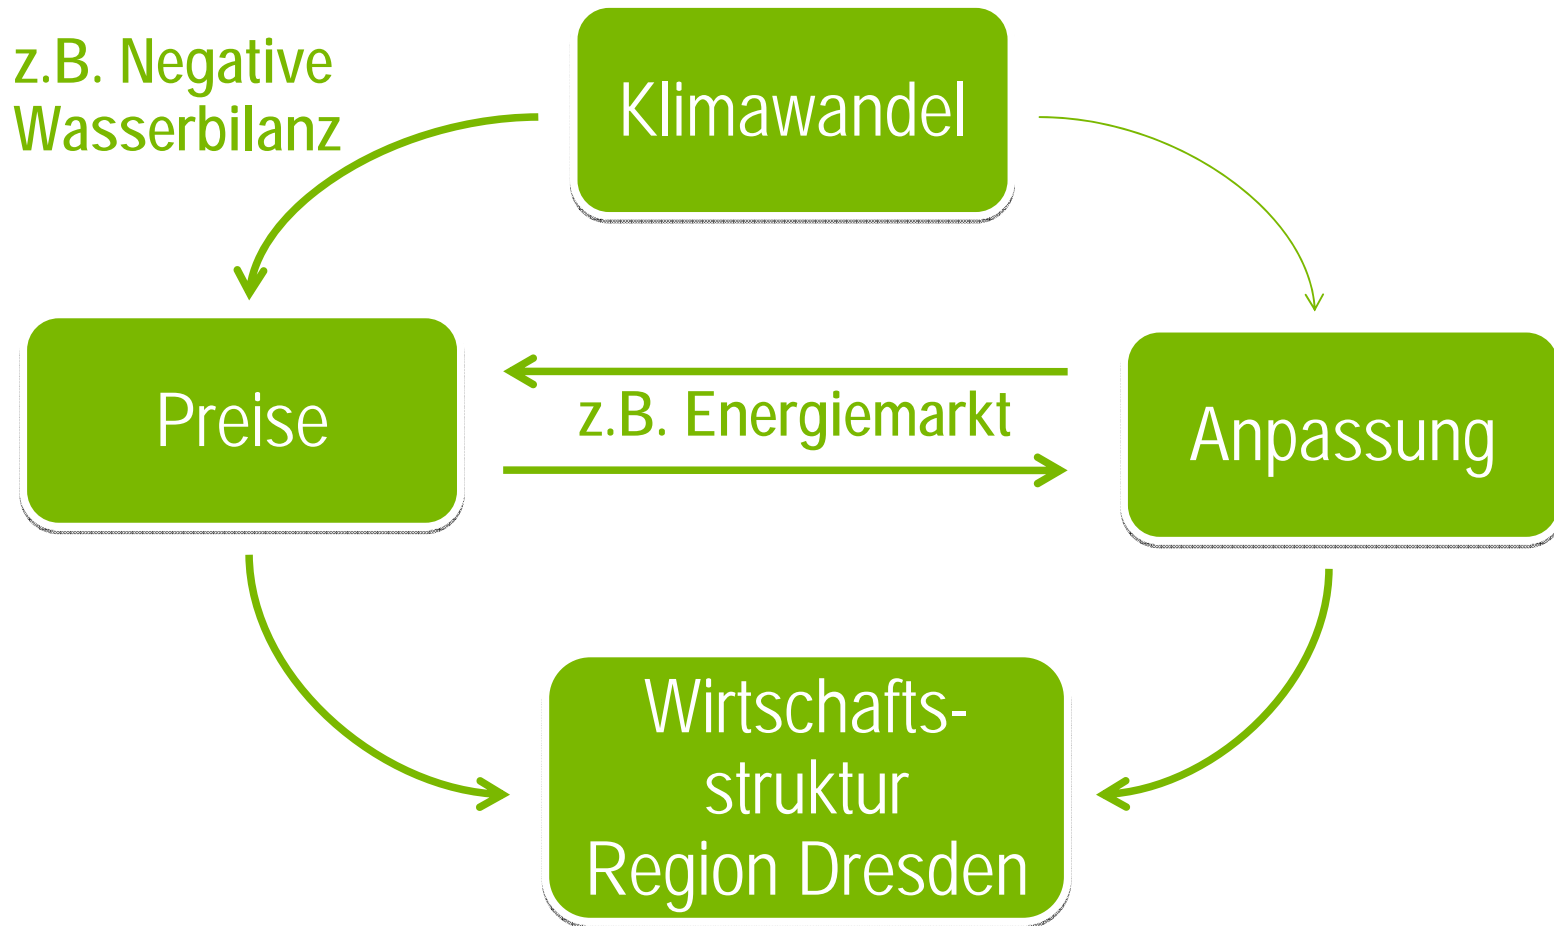 z.B. Negative
Wasserbilanz
Klimawandel
Preise
z.B. Energiemarkt
Anpassung
Wirtschafts-
struktur
Region Dresden